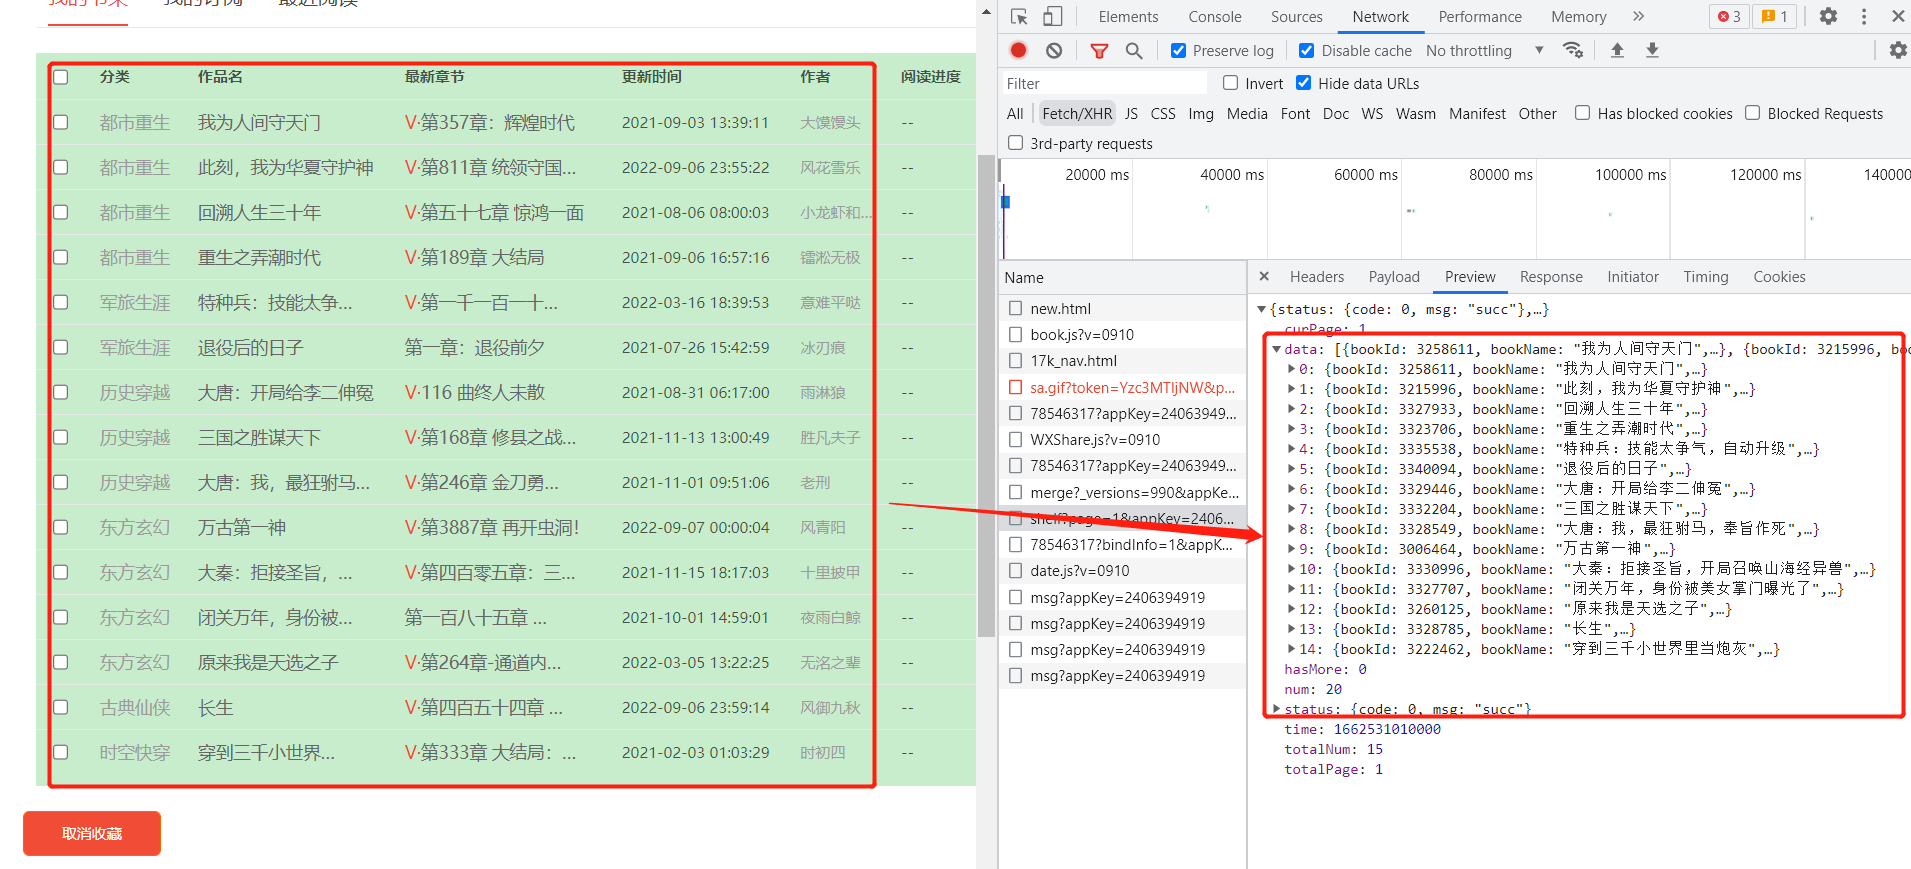 我的书架 我的订阅 最近阅读
分类 作品名 最新章节 更新时间 作者 阅读进度
都市重生 我为人间守天门 V·第357章：辉煌时代 2021-09-03 13:39:11 大馍馒头 --
都市重生 此刻，我为华夏守护神 V·第811章 统领守国... 2022-09-06 23:55:22 风花雪乐 --
都市重生 回溯人生三十年 V·第五十七章 惊鸿一面 2021-08-06 08:00:03 小龙虾和... --
都市重生 重生之弄潮时代 V·第189章 大结局 2021-09-06 16:57:16 镭淞无极 --
军旅生涯 特种兵：技能太争... V·第一千一百一十... 2022-03-16 18:39:53 意难平哒 --
军旅生涯 退役后的日子 第一章：退役前夕 2021-07-26 15:42:59 冰刃痕 --
历史穿越 大唐：开局给李二伸冤 V·116 曲终人未散 2021-08-31 06:17:00 雨淋狼 --
历史穿越 三国之胜谋天下 V·第168章 修县之战... 2021-11-13 13:00:49 胜凡夫子 --
历史穿越 大唐：我，最狂驸马... V·第246章 金刀勇... 2021-11-01 09:51:06 老刑 --
东方玄幻 万古第一神 V·第3887章 再开虫洞！ 2022-09-07 00:00:04 风青阳 --
东方玄幻 大秦：拒接圣旨，... V·第四百零五章：三... 2021-11-15 18:17:03 十里披甲 --
东方玄幻 闭关万年，身份被... 第一百八十五章 ... 2021-10-01 14:59:01 夜雨白鲸 --
东方玄幻 原来我是天选之子 V·第264章-通道内... 2022-03-05 13:22:25 无洺之辈 --
古典仙侠 长生 V·第四百五十四章 ... 2022-09-06 23:59:14 风御九秋 --
时空快穿 穿到三千小世界... V·第333章 大结局：... 2021-02-03 01:03:29 时初四 --
取消收藏
Elements Console Sources Network Performance Memory » 3 1
Preserve log Disable cache No throttling
Filter Invert Hide data URLs
All Fetch/XHR JS CSS Img Media Font Doc WS Wasm Manifest Other Has blocked cookies Blocked Requests
3rd-party requests
20000 ms 40000 ms 60000 ms 80000 ms 100000 ms 120000 ms 140000
Name
new.html
book.js?v=0910
17k_nav.html
sa.gif?token=Yzc3MTljNW&p...
78546317?appKey=24063949...
WXShare.js?v=0910
78546317?appKey=24063949...
merge?_versions=990&appKe...
shelf?page=1&appKey=2406...
78546317?bindInfo=1&appK...
date.js?v=0910
msg?appKey=2406394919
msg?appKey=2406394919
msg?appKey=2406394919
msg?appKey=2406394919
Headers Payload Preview Response Initiator Timing Cookies
{status: {code: 0, msg: "succ"},…}
curPage: 1
data: [{bookId: 3258611, bookName: "我为人间守天门",…}, {bookId: 3215996, bo
0: {bookId: 3258611, bookName: "我为人间守天门",…}
1: {bookId: 3215996, bookName: "此刻，我为华夏守护神",…}
2: {bookId: 3327933, bookName: "回溯人生三十年",…}
3: {bookId: 3323706, bookName: "重生之弄潮时代",…}
4: {bookId: 3335538, bookName: "特种兵：技能太争气，自动升级",…}
5: {bookId: 3340094, bookName: "退役后的日子",…}
6: {bookId: 3329446, bookName: "大唐：开局给李二伸冤",…}
7: {bookId: 3332204, bookName: "三国之胜谋天下",…}
8: {bookId: 3328549, bookName: "大唐：我，最狂驸马，奉旨作死",…}
9: {bookId: 3006464, bookName: "万古第一神",…}
10: {bookId: 3330996, bookName: "大秦：拒接圣旨，开局召唤山海经异兽",…}
11: {bookId: 3327707, bookName: "闭关万年，身份被美女掌门曝光了",…}
12: {bookId: 3260125, bookName: "原来我是天选之子",…}
13: {bookId: 3328785, bookName: "长生",…}
14: {bookId: 3222462, bookName: "穿到三千小世界里当炮灰",…}
hasMore: 0
num: 20
status: {code: 0, msg: "succ"}
time: 1662531010000
totalNum: 15
totalPage: 1